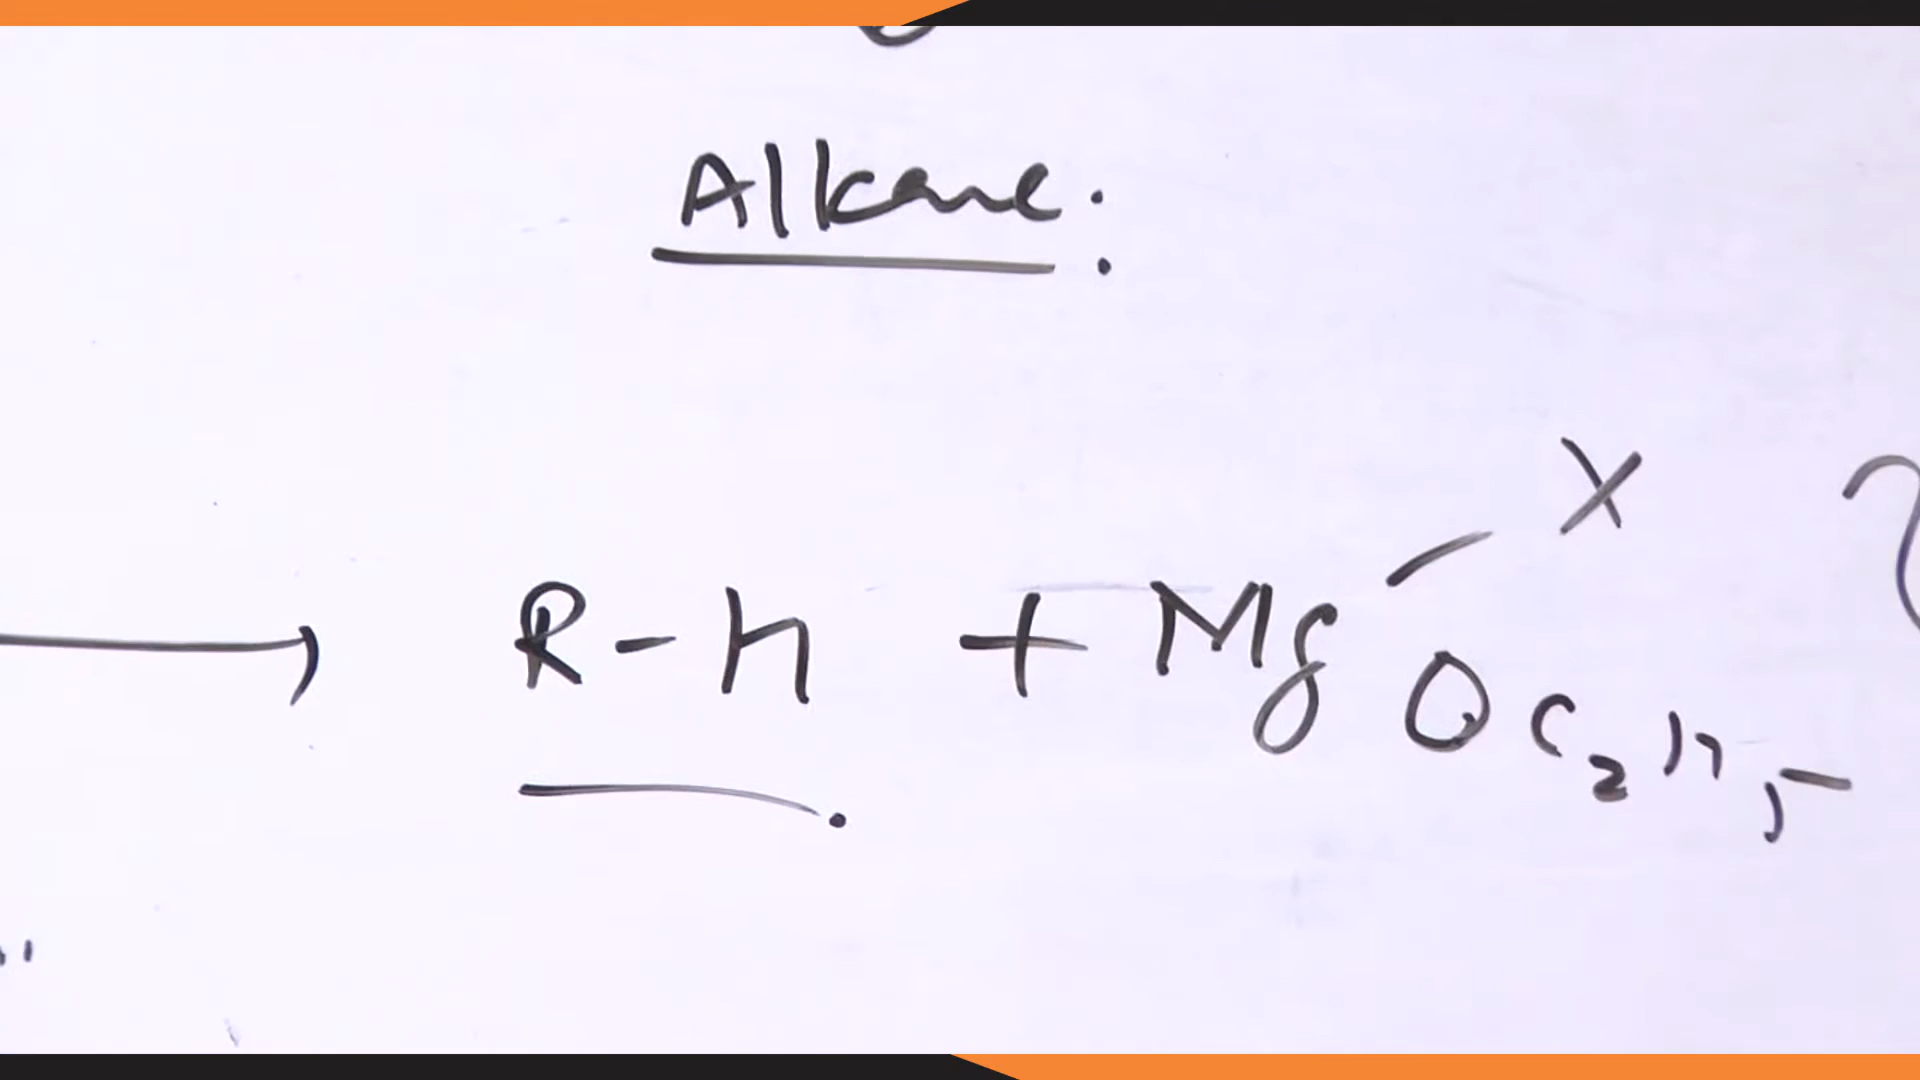 Alkane:
X
⟶ R-H + Mg
OC₂H₅